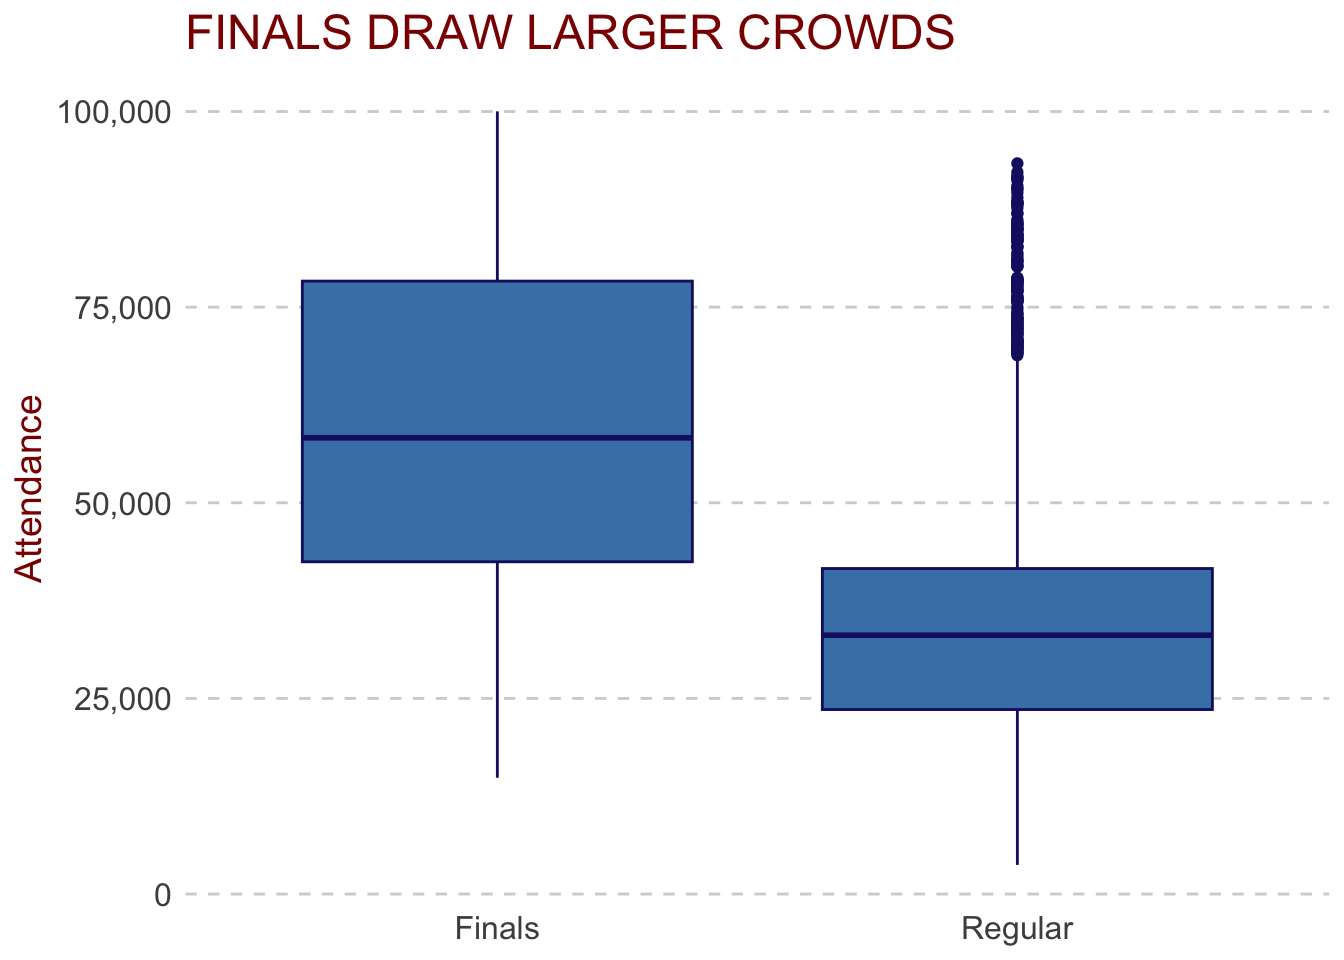 FINALS DRAW LARGER CROWDS
100,000
75,000
50,000
25,000
0
Attendance
Finals
Regular